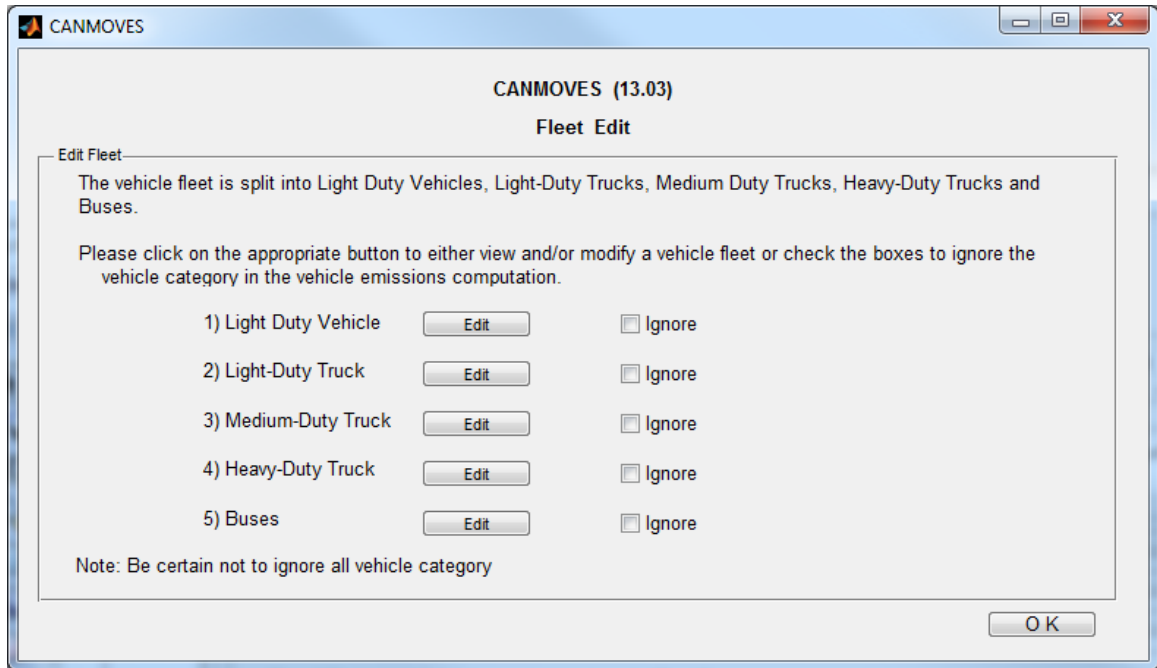 CANMOVES
CANMOVES (13.03)
Fleet Edit
Edit Fleet
The vehicle fleet is split into Light Duty Vehicles, Light-Duty Trucks, Medium Duty Trucks, Heavy-Duty Trucks and
Buses.
Please click on the appropriate button to either view and/or modify a vehicle fleet or check the boxes to ignore the
vehicle category in the vehicle emissions computation.
1) Light Duty Vehicle Edit Ignore
2) Light-Duty Truck Edit Ignore
3) Medium-Duty Truck Edit Ignore
4) Heavy-Duty Truck Edit Ignore
5) Buses Edit Ignore
Note: Be certain not to ignore all vehicle category
O K